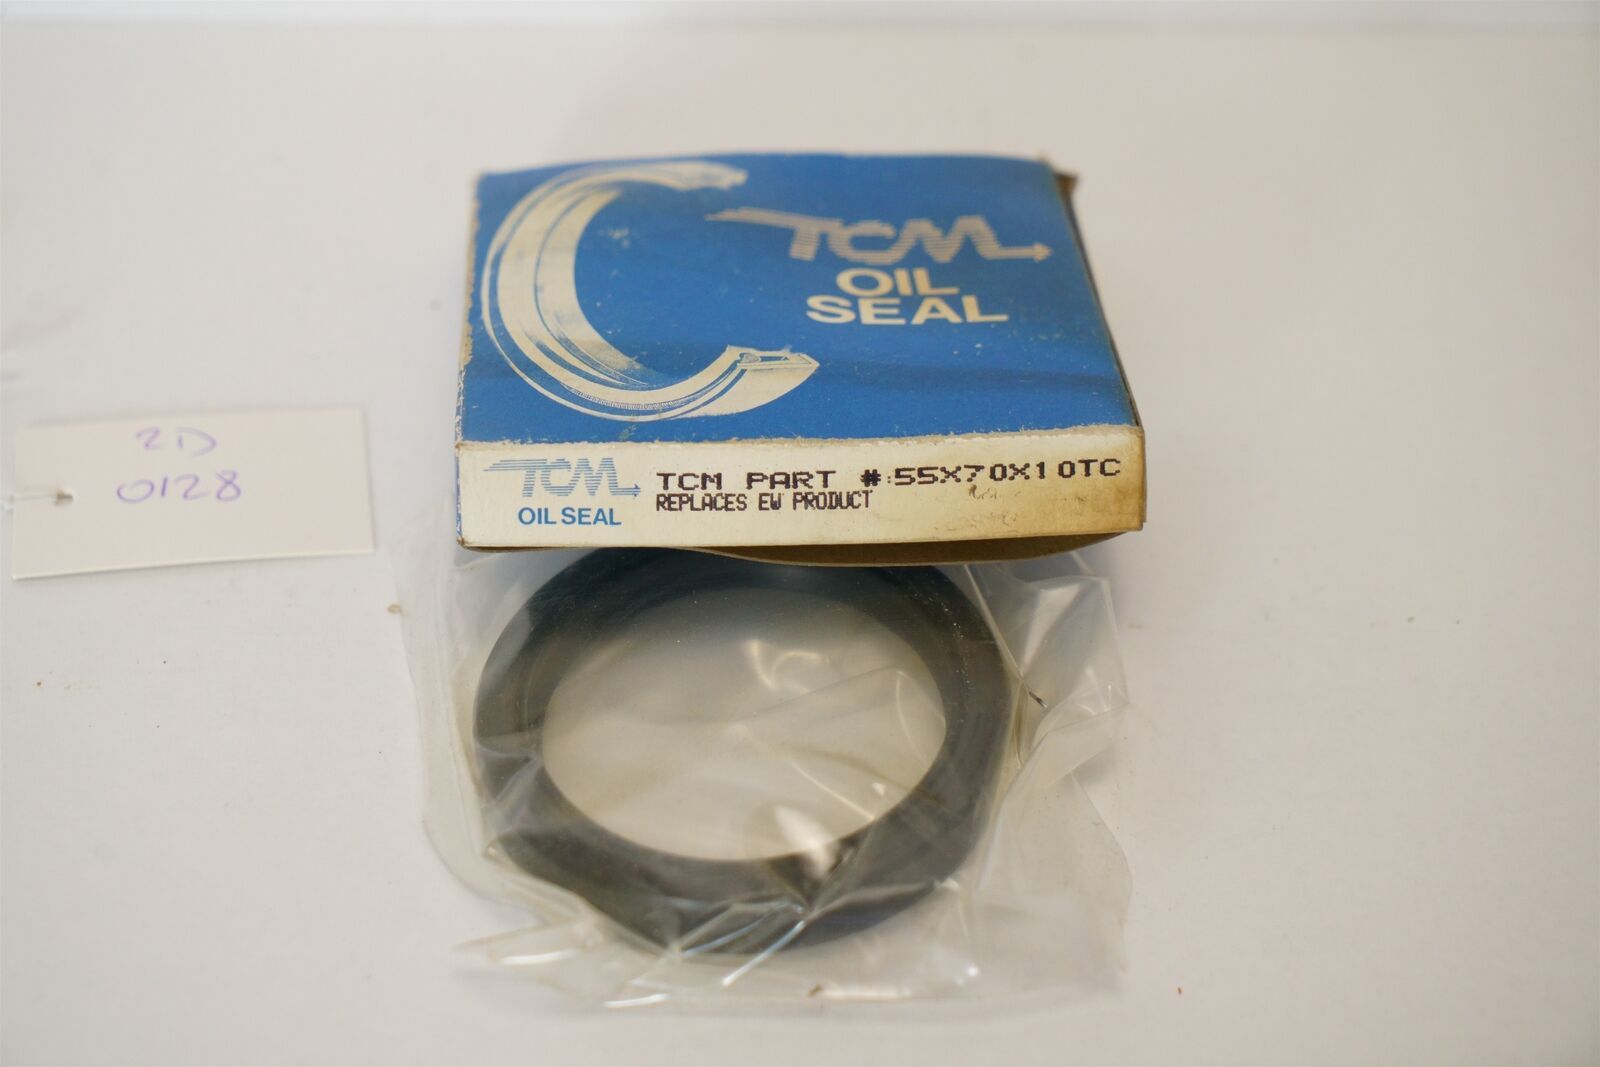 TCM
OIL
SEAL
TCM
OIL SEAL
TCM PART #:55X70X10TC
REPLACES EW PRODUCT
2D
0128